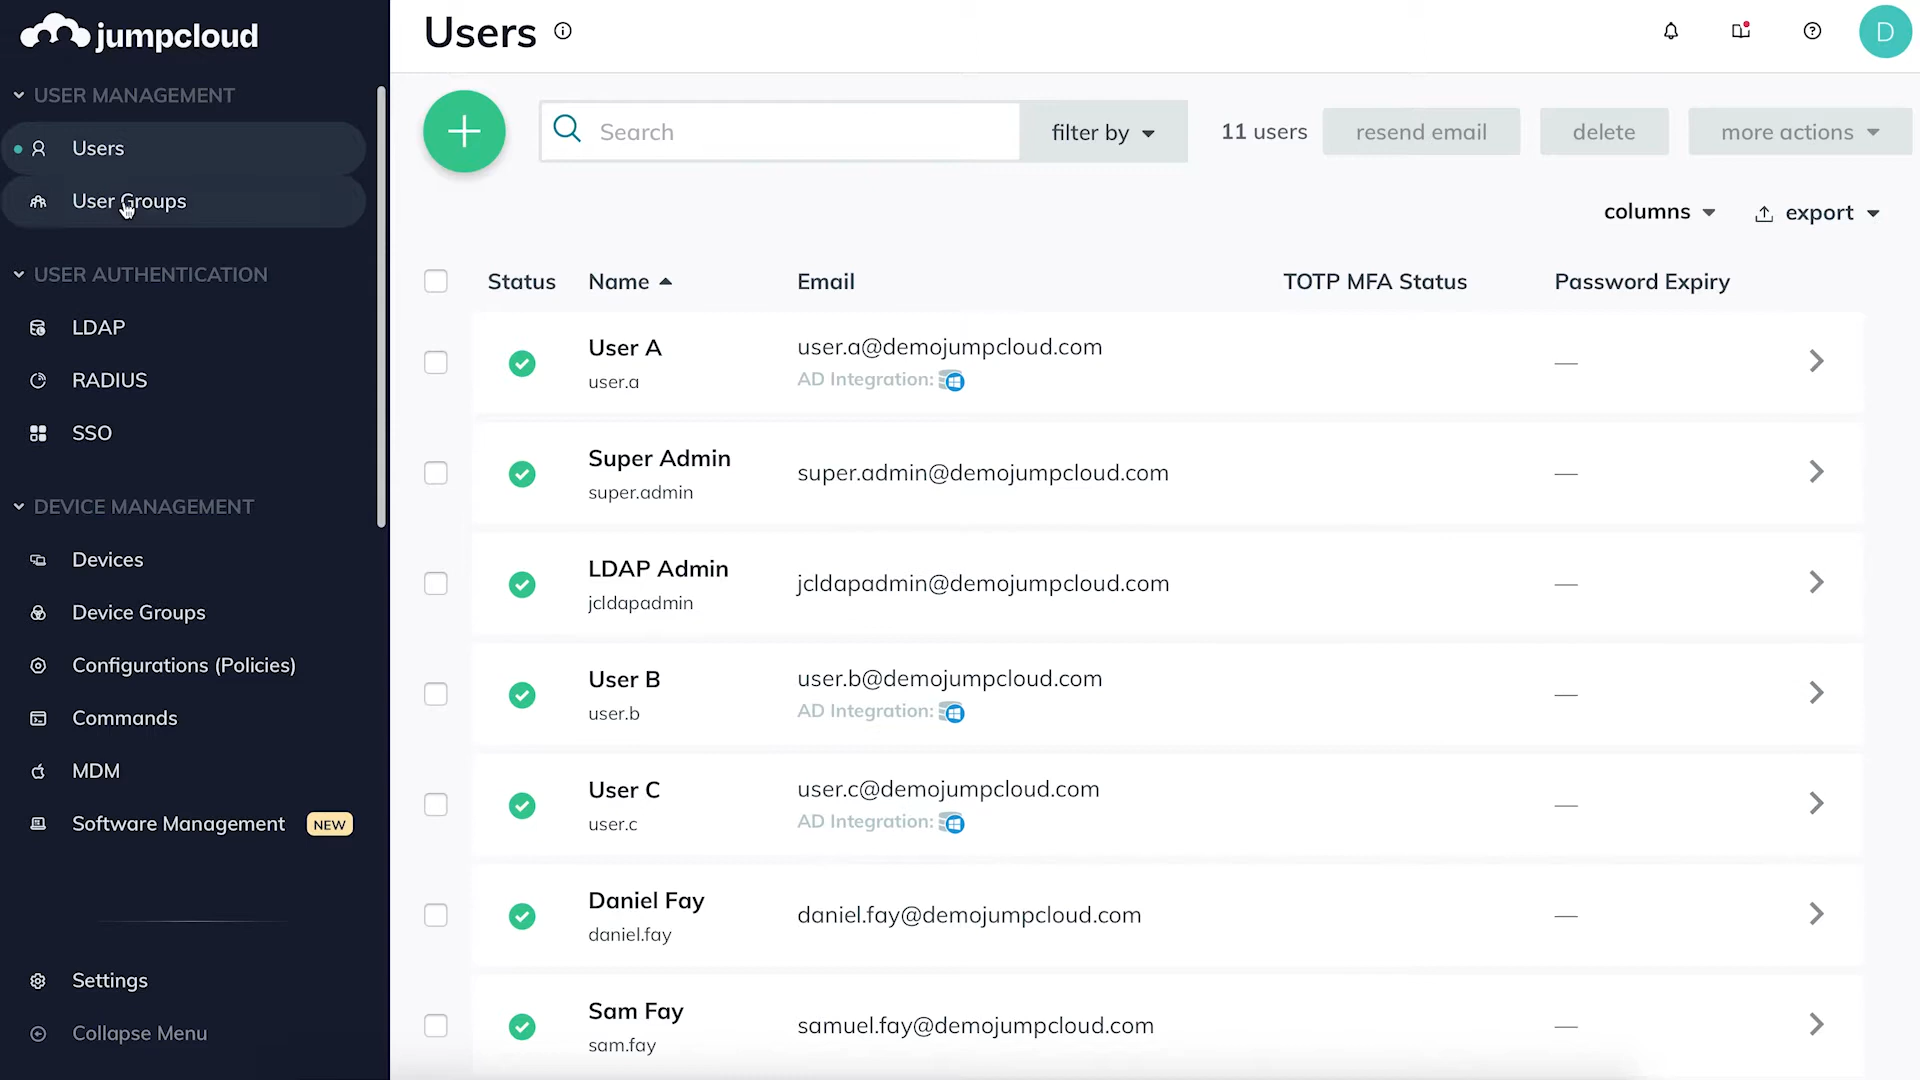 jumpcloud
USER MANAGEMENT
Users
User Groups
USER AUTHENTICATION
LDAP
RADIUS
SSO
DEVICE MANAGEMENT
Devices
Device Groups
Configurations (Policies)
Commands
MDM
Software Management NEW
Settings
Collapse Menu
Users
D
Search
filter by
11 users
resend email
delete
more actions
columns
export
Status Name Email TOTP MFA Status Password Expiry
User A
user.a
user.a@demojumpcloud.com
AD Integration:
—
Super Admin
super.admin
super.admin@demojumpcloud.com
—
LDAP Admin
jcldapadmin
jcldapadmin@demojumpcloud.com
—
User B
user.b
user.b@demojumpcloud.com
AD Integration:
—
User C
user.c
user.c@demojumpcloud.com
AD Integration:
—
Daniel Fay
daniel.fay
daniel.fay@demojumpcloud.com
—
Sam Fay
sam.fay
samuel.fay@demojumpcloud.com
—